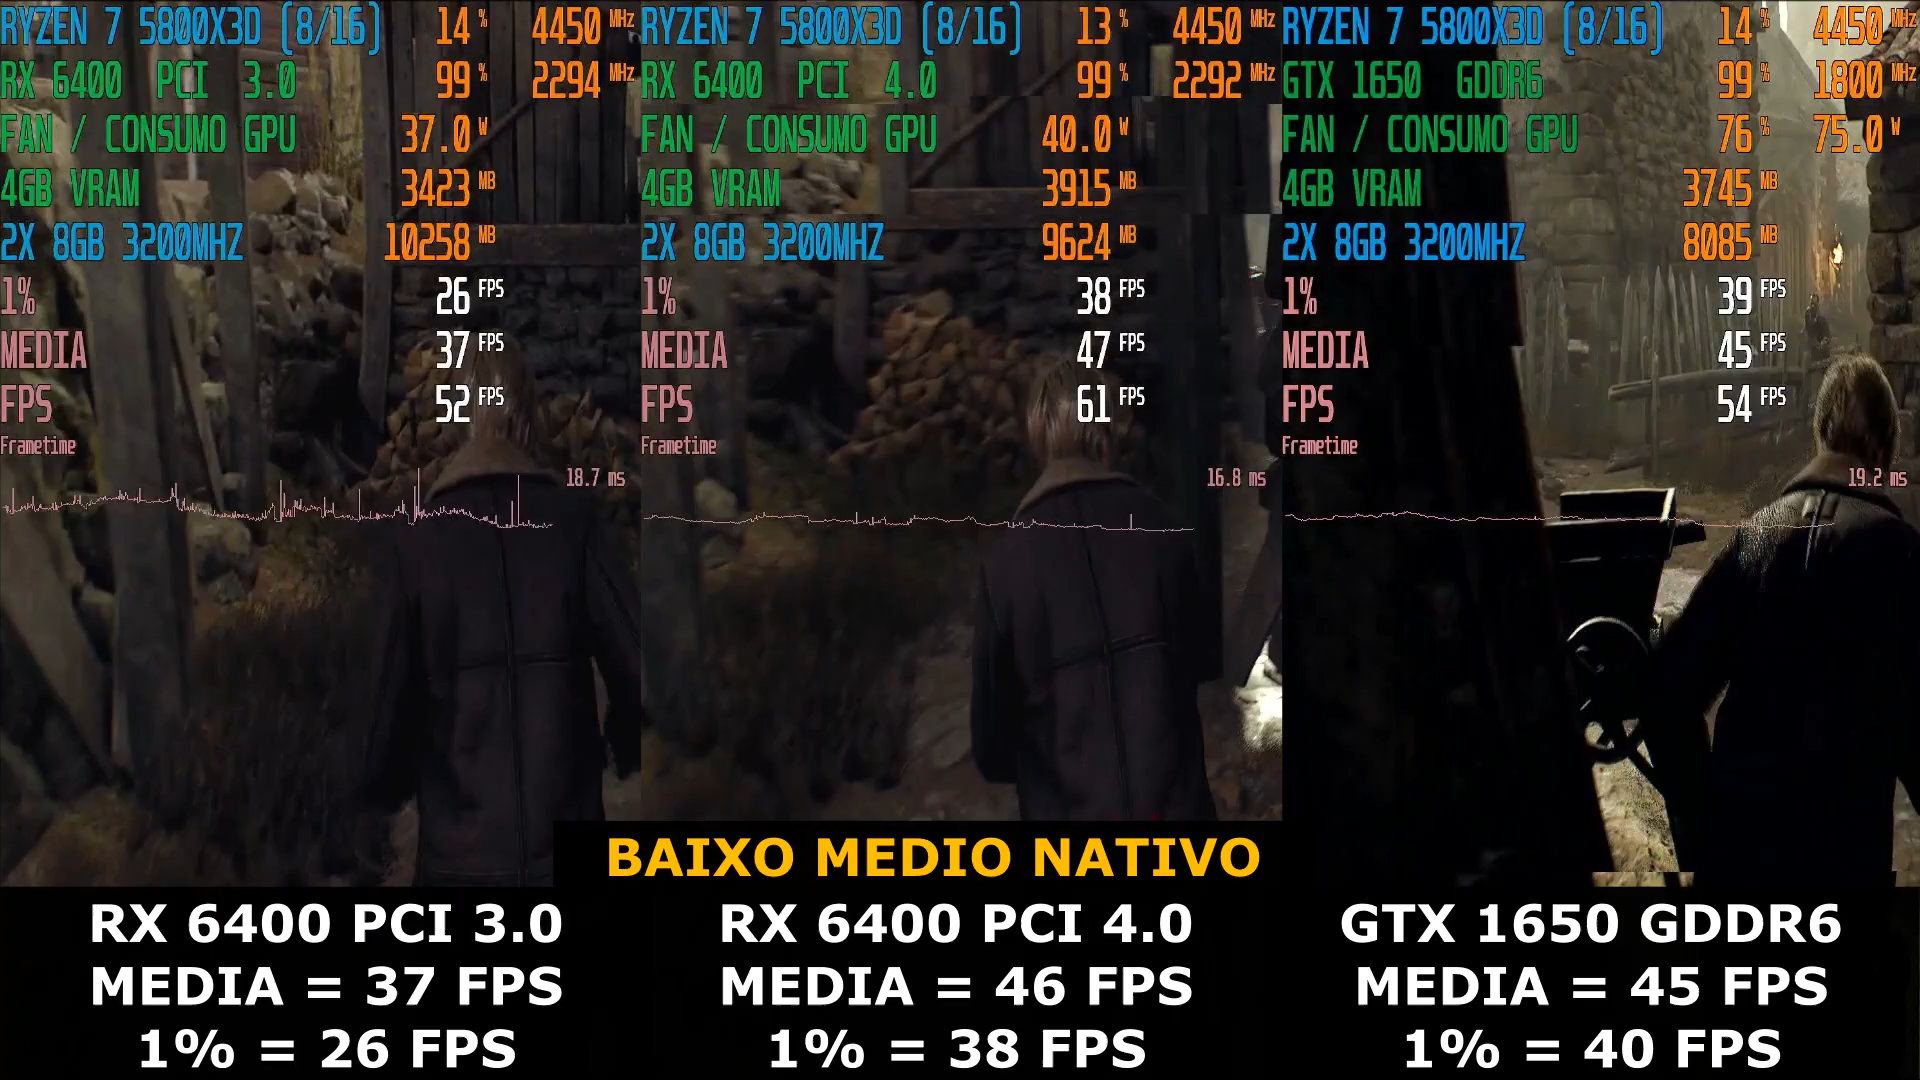 RYZEN 7 5800X3D (8/16) 14 % 4450 MHz
RX 6400 PCI 3.0 99 % 2294 MHz
FAN / CONSUMO GPU 37.0 W
4GB VRAM 3423 MB
2X 8GB 3200MHZ 10258 MB
1% 26 FPS
MEDIA 37 FPS
FPS 52 FPS
Frametime
18.7 ms
RYZEN 7 5800X3D (8/16) 13 % 4450 MHz
RX 6400 PCI 4.0 99 % 2292 MHz
FAN / CONSUMO GPU 40.0 W
4GB VRAM 3915 MB
2X 8GB 3200MHZ 9624 MB
1% 38 FPS
MEDIA 47 FPS
FPS 61 FPS
Frametime
16.8 ms
RYZEN 7 5800X3D (8/16) 14 % 4450 MHz
GTX 1650 GDDR6 99 % 1800 MHz
FAN / CONSUMO GPU 76 % 75.0 W
4GB VRAM 3745 MB
2X 8GB 3200MHZ 8085 MB
1% 39 FPS
MEDIA 45 FPS
FPS 54 FPS
Frametime
19.2 ms
BAIXO MEDIO NATIVO
RX 6400 PCI 3.0
MEDIA = 37 FPS
1% = 26 FPS
RX 6400 PCI 4.0
MEDIA = 46 FPS
1% = 38 FPS
GTX 1650 GDDR6
MEDIA = 45 FPS
1% = 40 FPS